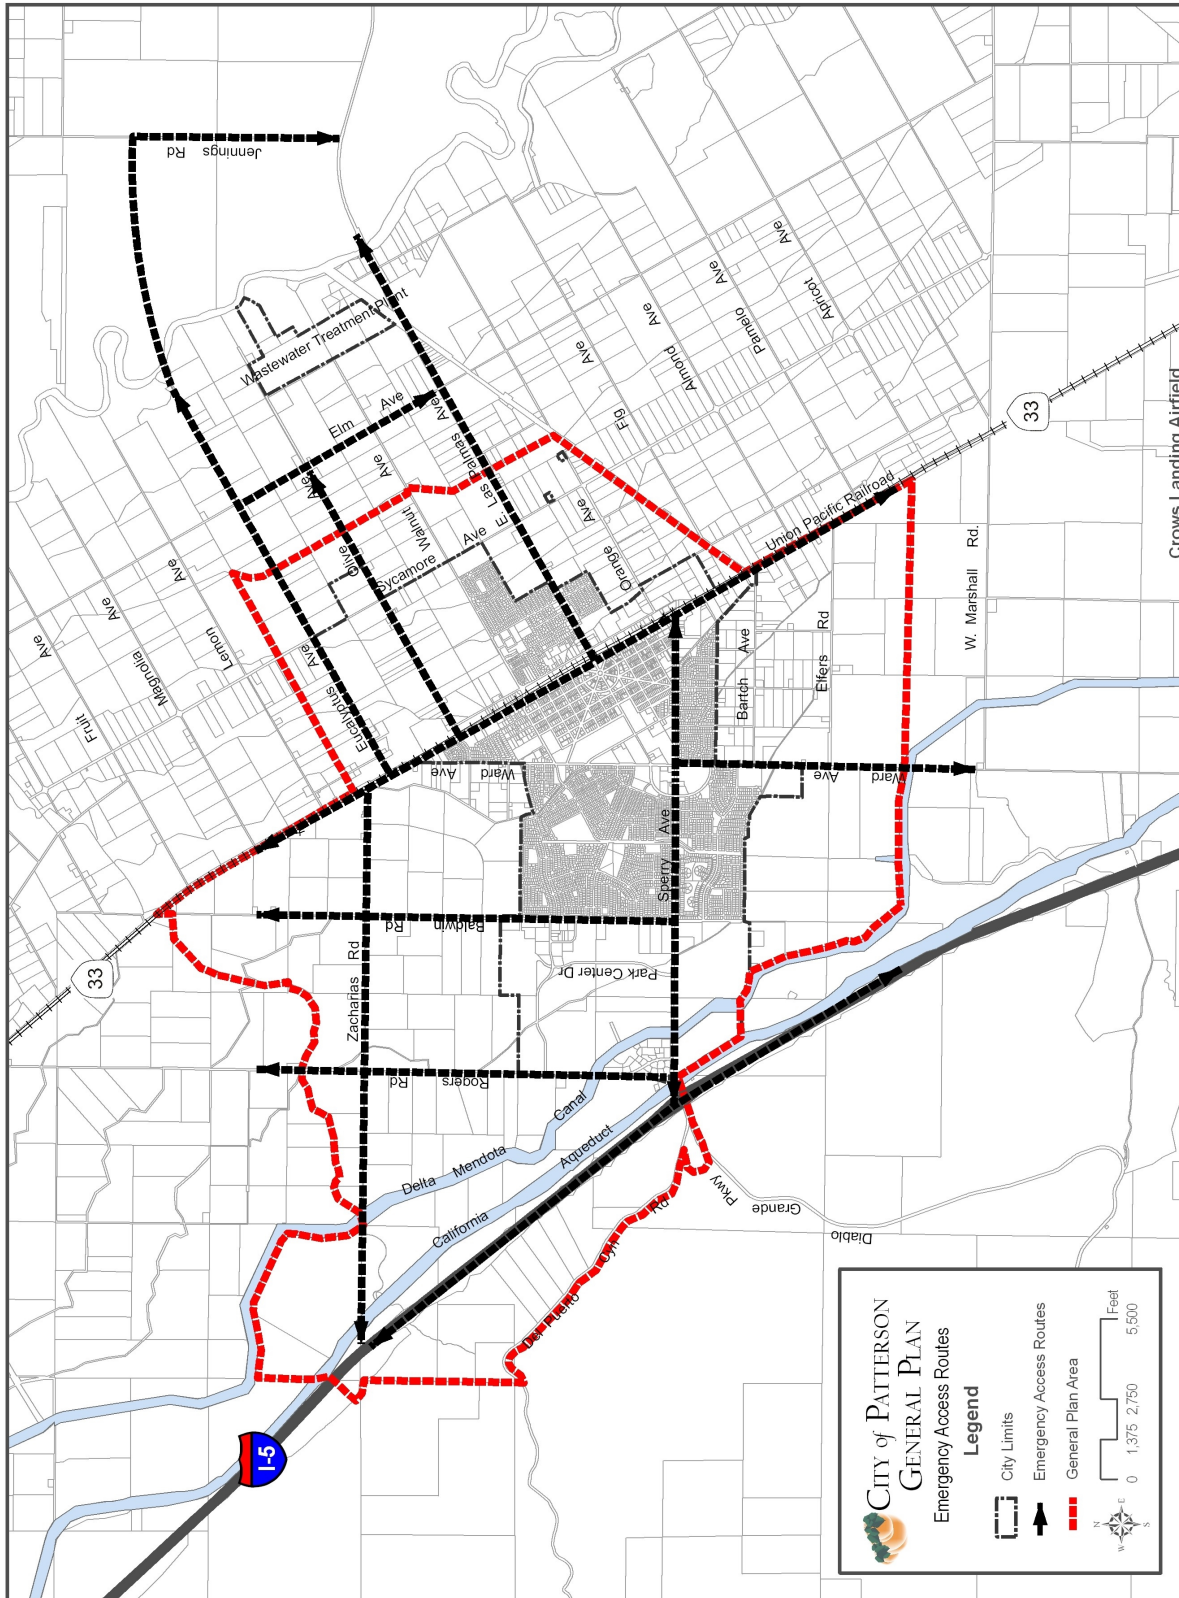 Jennings Rd
Wastewater Treatment Plant
Elm Ave
E. Las Palmas Ave
Olive Ave
Walnut Ave
Sycamore Ave
Eucalyptus Ave
Lemon Ave
Magnolia Ave
Fruit Ave
Orange Ave
Fig Ave
Almond Ave
Pamelo Ave
Apricot Ave
Union Pacific Railroad
33
33
W. Marshall Rd.
Crows Landing Airfield
Elfers Rd
Bartch Ave
Ward Ave
Ward Ave
Sperry Ave
Baldwin Rd
Zacharias Rd
Park Center Dr
Rogers Rd
Delta Mendota Canal
California Aqueduct
Del Puerto Cyn Rd
Diablo Grande Pkwy
I-5
CITY of PATTERSON
GENERAL PLAN
Emergency Access Routes
Legend
City Limits
Emergency Access Routes
General Plan Area
N
W E
S
Feet
0 1,375 2,750 5,500